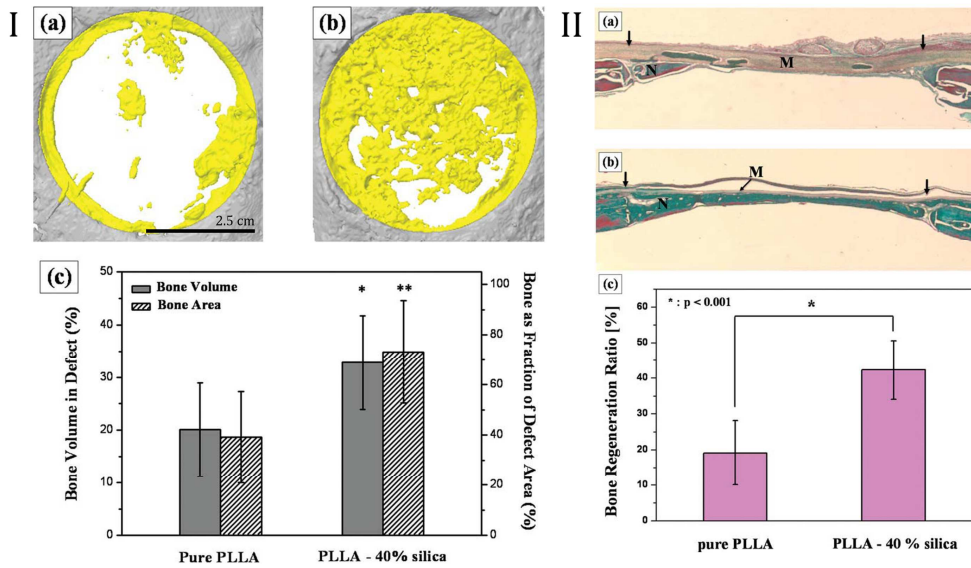 I
(a)
(b)
2.5 cm
(c)
50
40
30
20
10
0
Bone Volume in Defect (%)
Bone Volume
Bone Area
*
**
100
80
60
40
20
0
Bone as Fraction of Defect Area (%)
Pure PLLA
PLLA - 40% silica
II
(a)
N
M
(b)
M
N
(c)
* : p < 0.001
*
65
60
50
40
30
20
10
0
Bone Regeneration Ratio [%]
pure PLLA
PLLA - 40 % silica